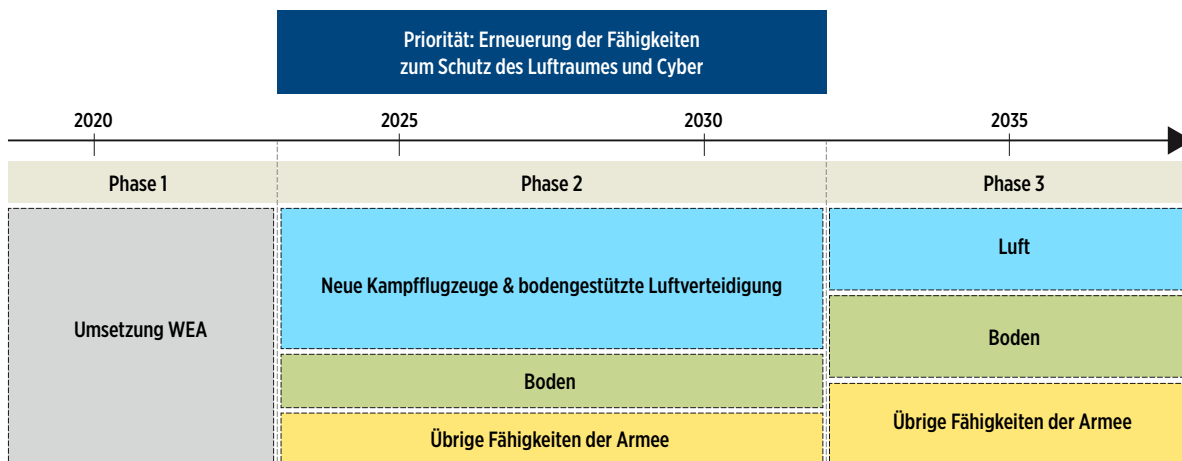 Priorität: Erneuerung der Fähigkeiten
zum Schutz des Luftraumes und Cyber
2020
2025
2030
2035
Phase 1
Phase 2
Phase 3
Umsetzung WEA
Neue Kampfflugzeuge & bodengestützte Luftverteidigung
Boden
Übrige Fähigkeiten der Armee
Luft
Boden
Übrige Fähigkeiten der Armee